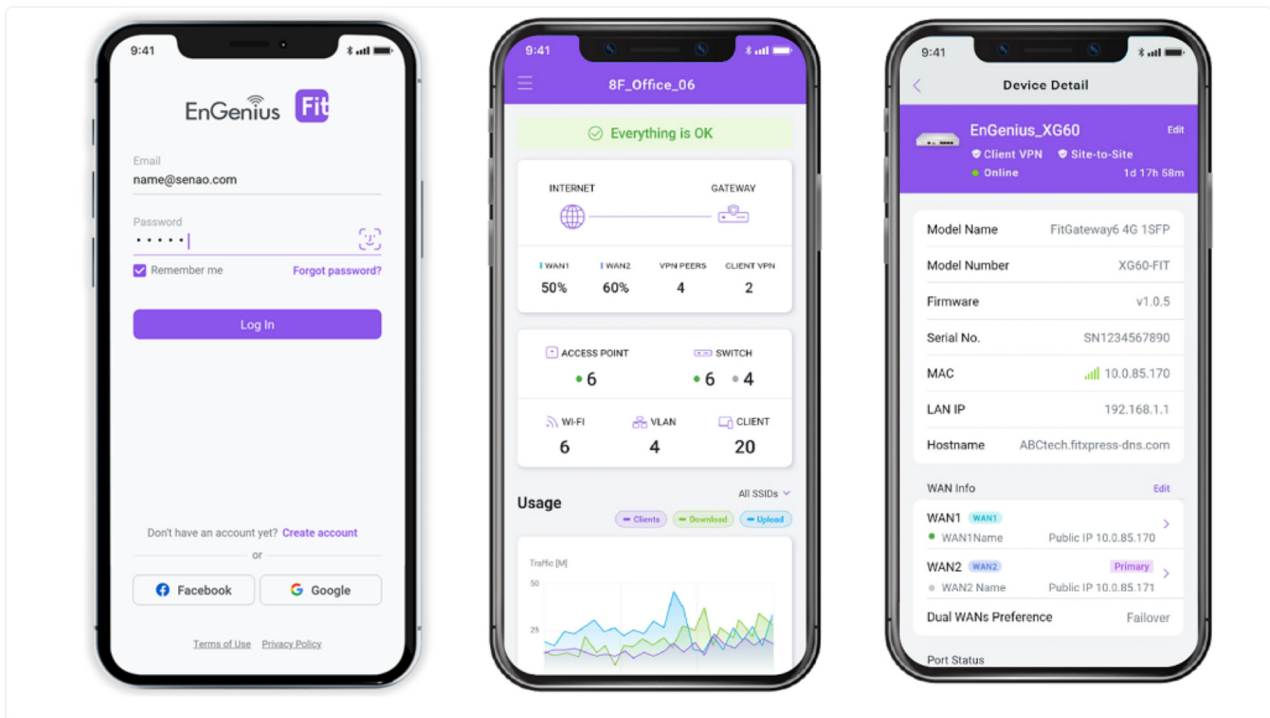 9:41
EnGenius Fit
Email
name@senao.com
Password
Remember me Forgot password?
Log In
Don't have an account yet? Create account
or
Facebook Google
Terms of Use Privacy Policy
9:41
8F_Office_06
Everything is OK
INTERNET GATEWAY
WAN1 WAN2 VPN PEERS CLIENT VPN
50% 60% 4 2
ACCESS POINT SWITCH
6 6 4
WI-FI VLAN CLIENT
6 4 20
Usage All SSIDs
Clients Download Upload
Traffic [M]
50
25
9:41
Device Detail
EnGenius_XG60 Edit
Client VPN Site-to-Site
Online 1d 17h 58m
Model Name FitGateway6 4G 1SFP
Model Number XG60-FIT
Firmware v1.0.5
Serial No. SN1234567890
MAC 10.0.85.170
LAN IP 192.168.1.1
Hostname ABCtech.fitxpress-dns.com
WAN Info Edit
WAN1 WAN1
WAN1Name Public IP 10.0.85.170
WAN2 WAN2 Primary
WAN2 Name Public IP 10.0.85.171
Dual WANs Preference Failover
Port Status